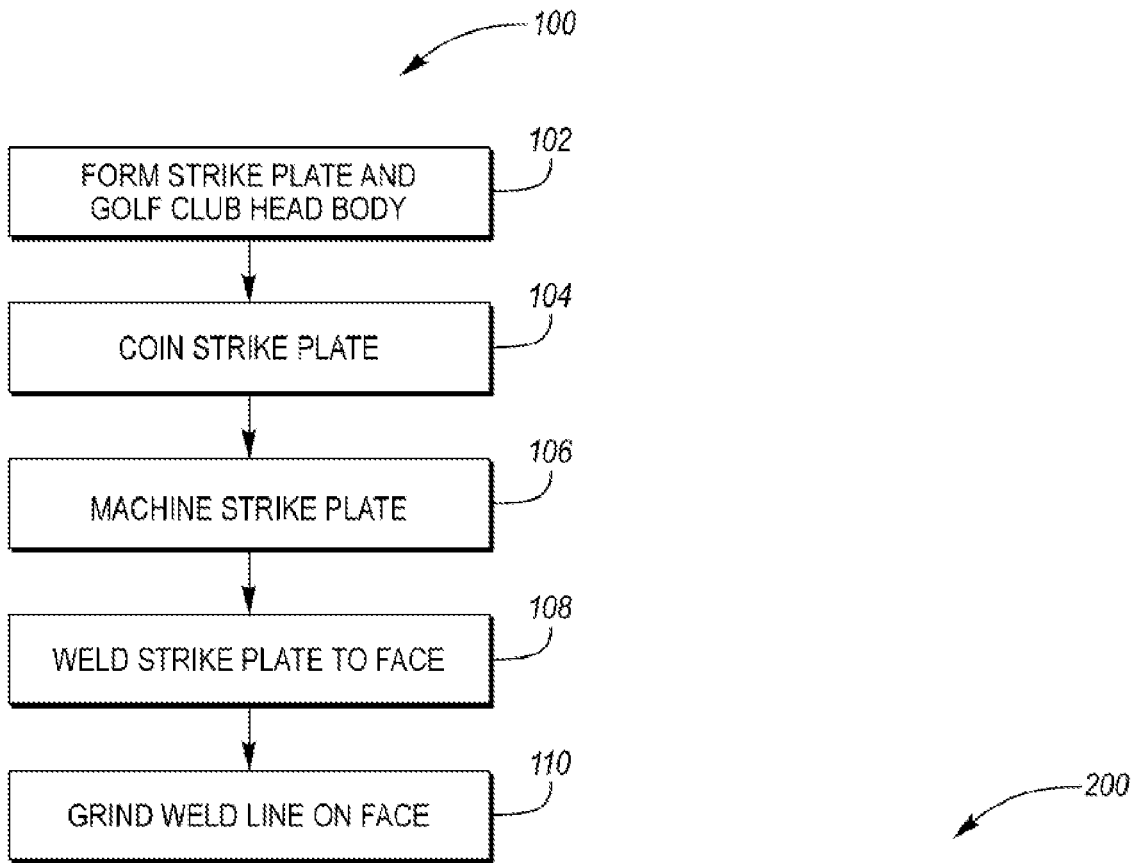 100
102
FORM STRIKE PLATE AND
GOLF CLUB HEAD BODY
104
COIN STRIKE PLATE
106
MACHINE STRIKE PLATE
108
WELD STRIKE PLATE TO FACE
110
GRIND WELD LINE ON FACE
200